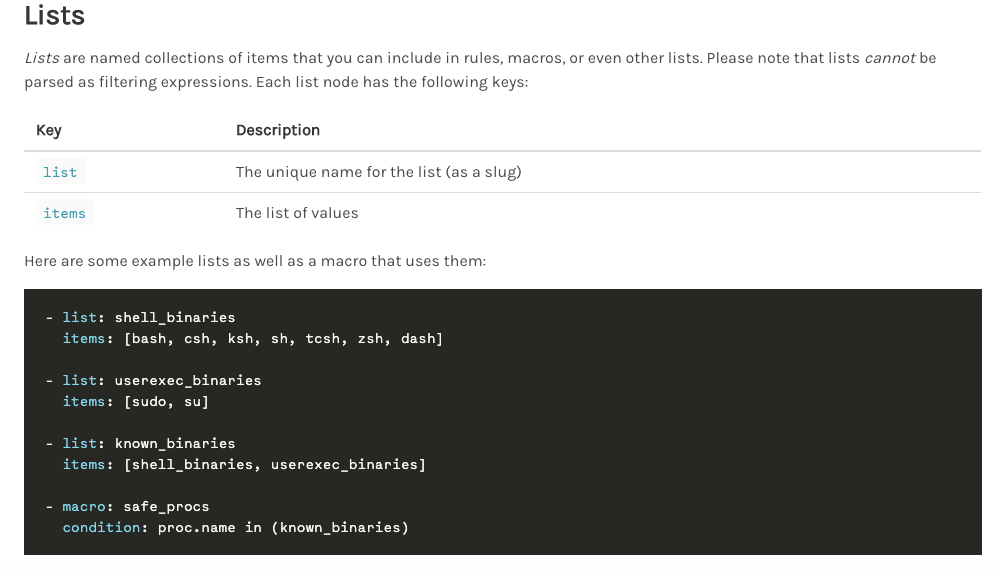 Lists
Lists are named collections of items that you can include in rules, macros, or even other lists. Please note that lists cannot be
parsed as filtering expressions. Each list node has the following keys:
Key Description
list The unique name for the list (as a slug)
items The list of values
Here are some example lists as well as a macro that uses them:
- list: shell_binaries
  items: [bash, csh, ksh, sh, tcsh, zsh, dash]
- list: userexec_binaries
  items: [sudo, su]
- list: known_binaries
  items: [shell_binaries, userexec_binaries]
- macro: safe_procs
  condition: proc.name in (known_binaries)